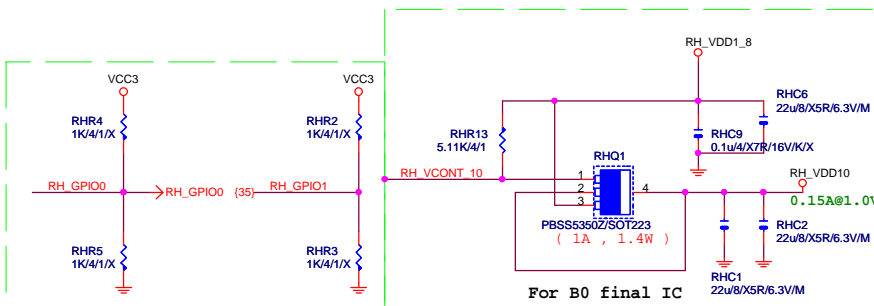 RH_VDD1_8
VCC3
VCC3
RHR4
1K/4/1/X
RHR2
1K/4/1/X
RHR13
5.11K/4/1
RHC6
22u/8/X5R/6.3V/M
RHC9
0.1u/4/X7R/16V/K/X
RHQ1
RH_VCONT_10
1
2
3
4
RH_VDD10
0.15A@1.0V
RH_GPIO0
RH_GPIO0 {35}
RH_GPIO1
PBSS5350Z/SOT223
( 1A , 1.4W )
RHR5
1K/4/1/X
RHR3
1K/4/1/X
RHC2
22u/8/X5R/6.3V/M
RHC1
22u/8/X5R/6.3V/M
For B0 final IC